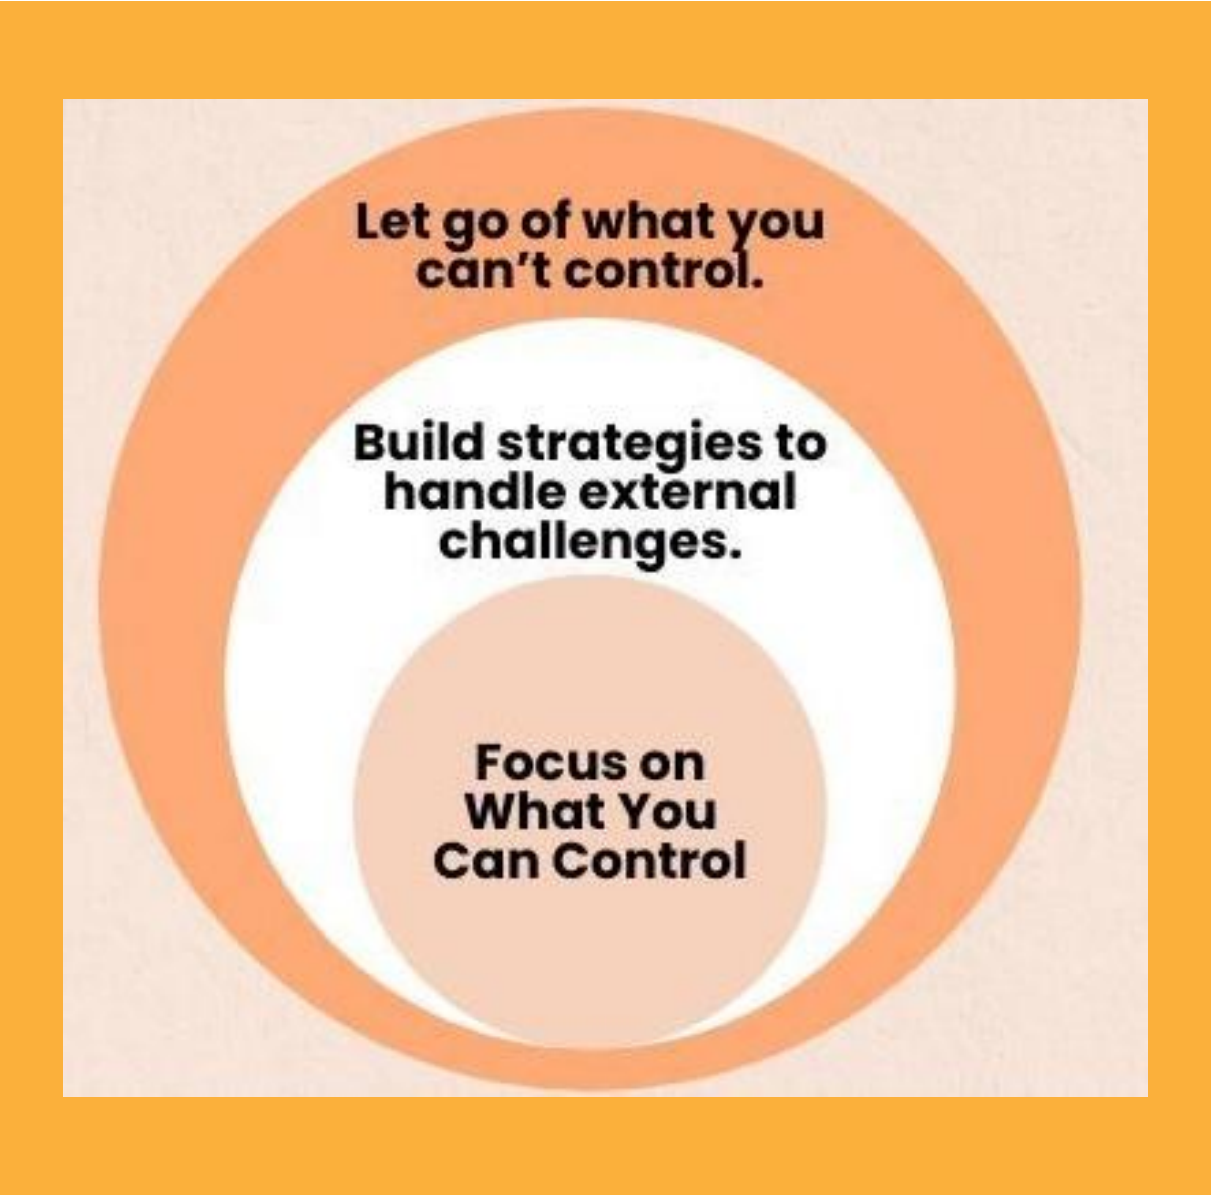 Let go of what you
can’t control.
Build strategies to
handle external
challenges.
Focus on
What You
Can Control